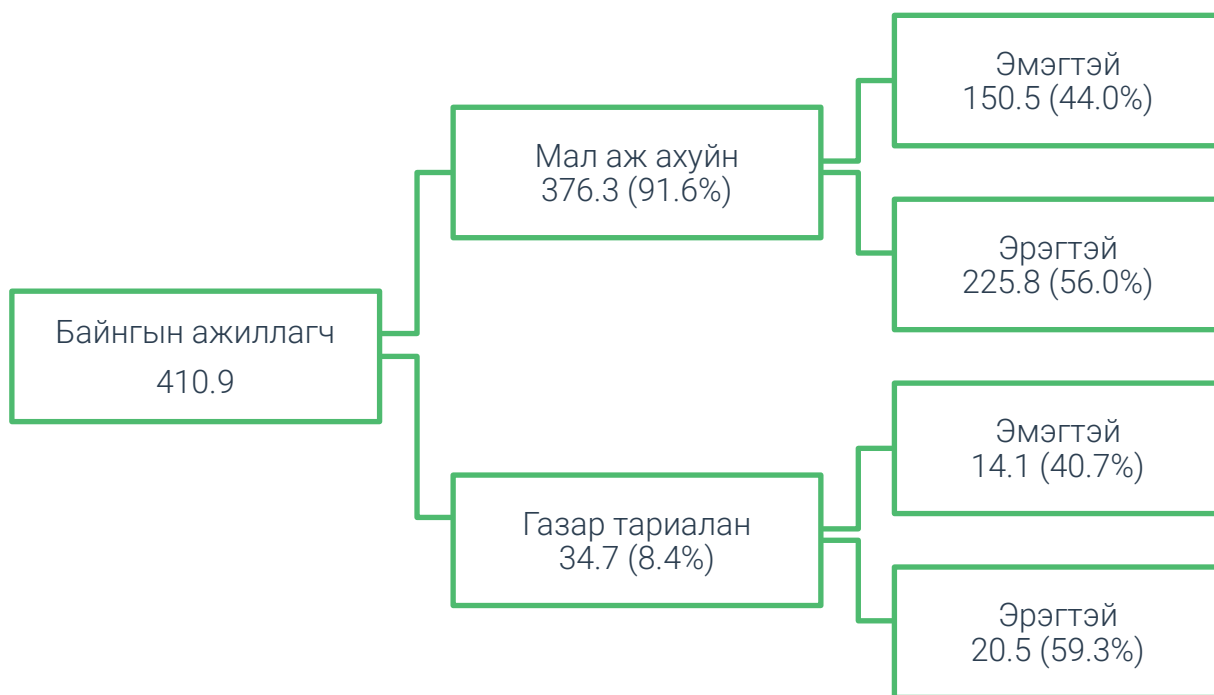 Байнгын ажиллагч
410.9
Мал аж ахуйн
376.3 (91.6%)
Эмэгтэй
150.5 (44.0%)
Эрэгтэй
225.8 (56.0%)
Газар тариалан
34.7 (8.4%)
Эмэгтэй
14.1 (40.7%)
Эрэгтэй
20.5 (59.3%)